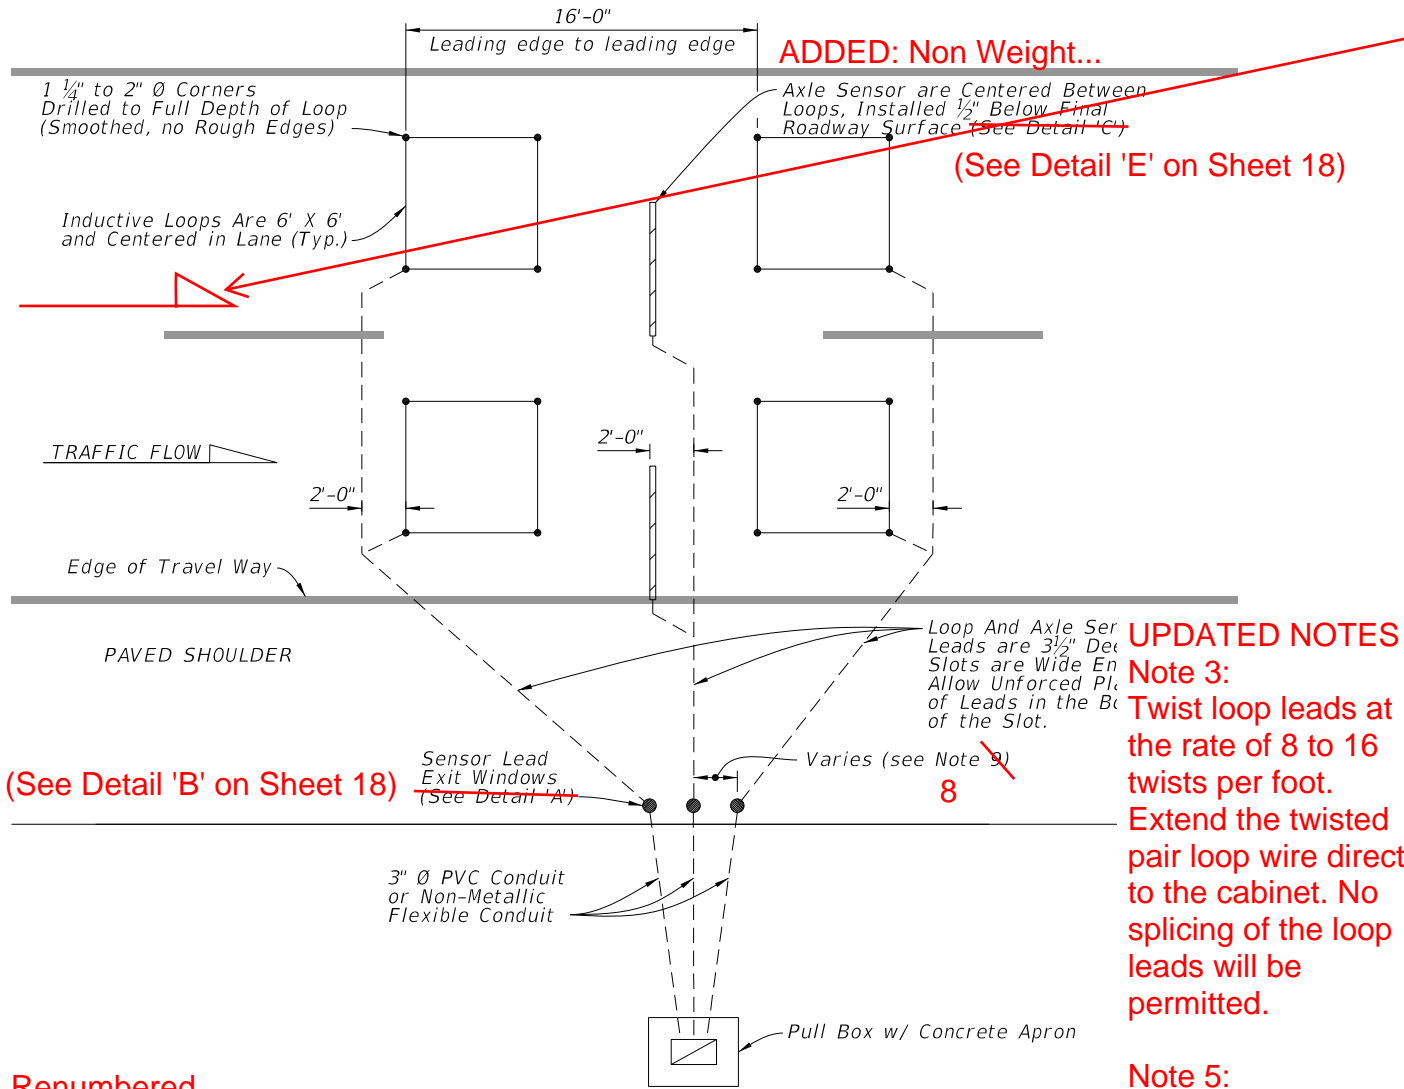 16'-0"
Leading edge to leading edge
ADDED: Non Weight...
1 ¼" to 2" Ø Corners
Drilled to Full Depth of Loop
(Smoothed, no Rough Edges)
Axle Sensor are Centered Between
Loops, Installed ½" Below Final
Roadway Surface (See Detail 'C')
(See Detail 'E' on Sheet 18)
Inductive Loops Are 6' X 6'
and Centered in Lane (Typ.)
TRAFFIC FLOW
2'-0"
2'-0"
2'-0"
Edge of Travel Way
PAVED SHOULDER
Loop And Axle Ser
Leads are 3½" Dee
Slots are Wide En
Allow Unforced Pla
of Leads in the Bo
of the Slot.
Sensor Lead
Exit Windows
(See Detail 'A')
(See Detail 'B' on Sheet 18)
Varies (see Note 9)
8
3" Ø PVC Conduit
or Non-Metallic
Flexible Conduit
Pull Box w/ Concrete Apron
UPDATED NOTES
Note 3:
Twist loop leads at
the rate of 8 to 16
twists per foot.
Extend the twisted
pair loop wire direct
to the cabinet. No
splicing of the loop
leads will be
permitted.
Note 5:
Renumbered